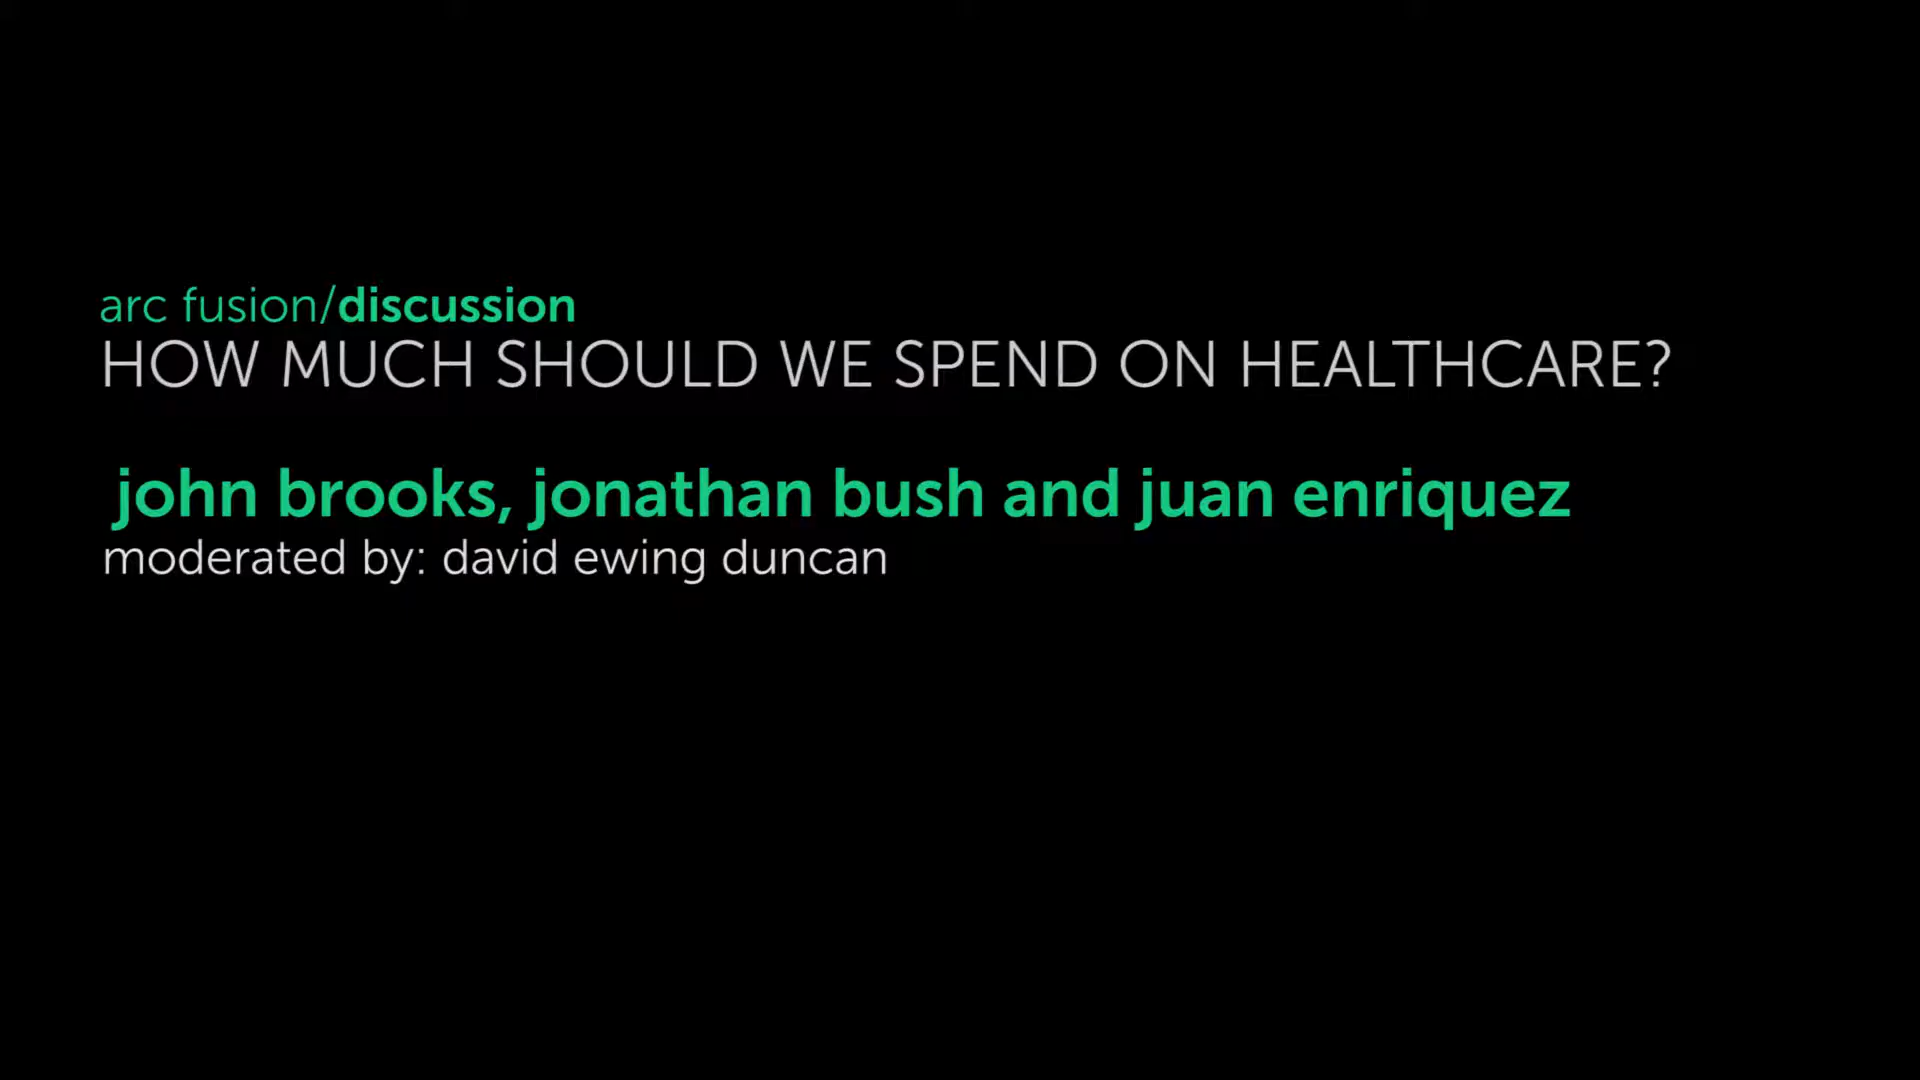 arc fusion/discussion
HOW MUCH SHOULD WE SPEND ON HEALTHCARE?
john brooks, jonathan bush and juan enriquez
moderated by: david ewing duncan